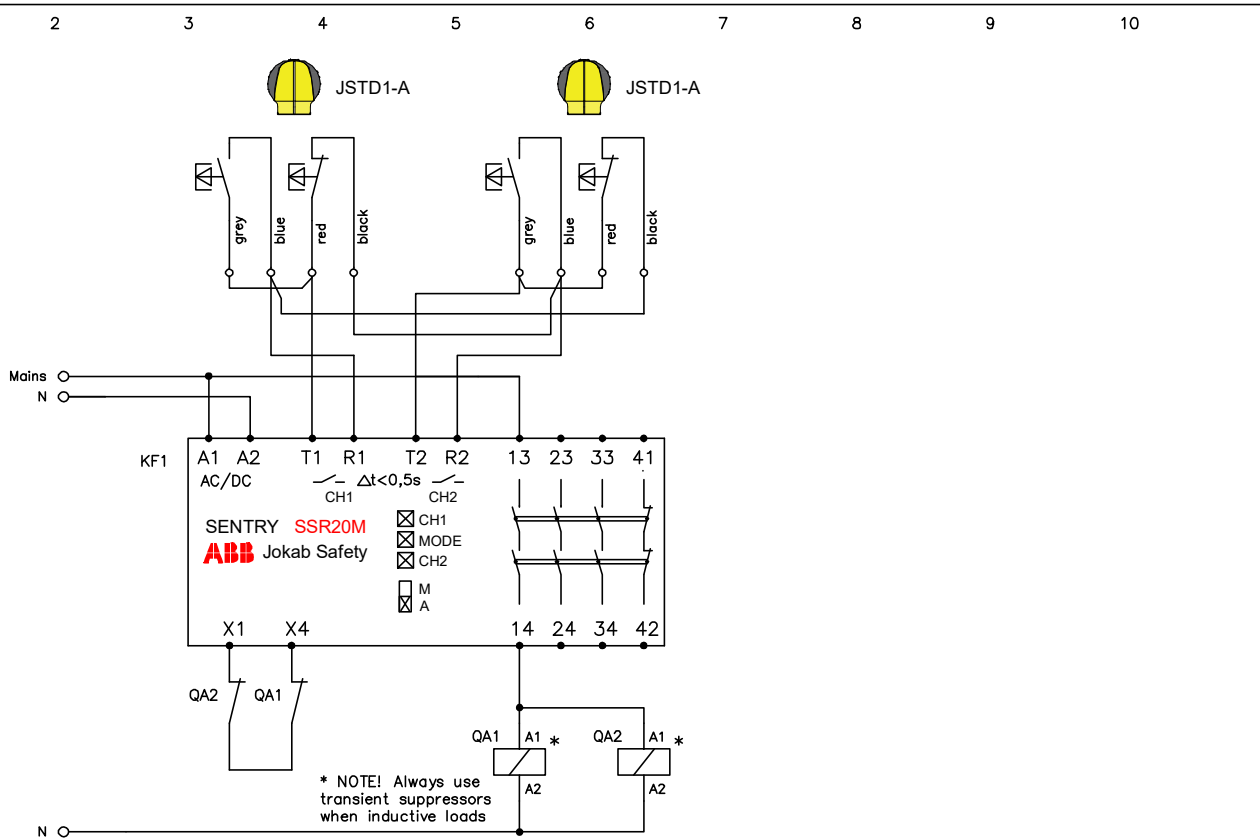 2 3 4 5 6 7 8 9 10
JSTD1-A JSTD1-A
grey blue red black grey blue red black
Mains
N
KF1
A1 A2 T1 R1 T2 R2 13 23 33 41
AC/DC Δt<0,5s
CH1 CH2
SENTRY SSR20M
ABB Jokab Safety
CH1
MODE
CH2
M
A
X1 X4 14 24 34 42
QA2 QA1
QA1 A1 * QA2 A1 *
A2 A2
* NOTE! Always use
transient suppressors
when inductive loads
N